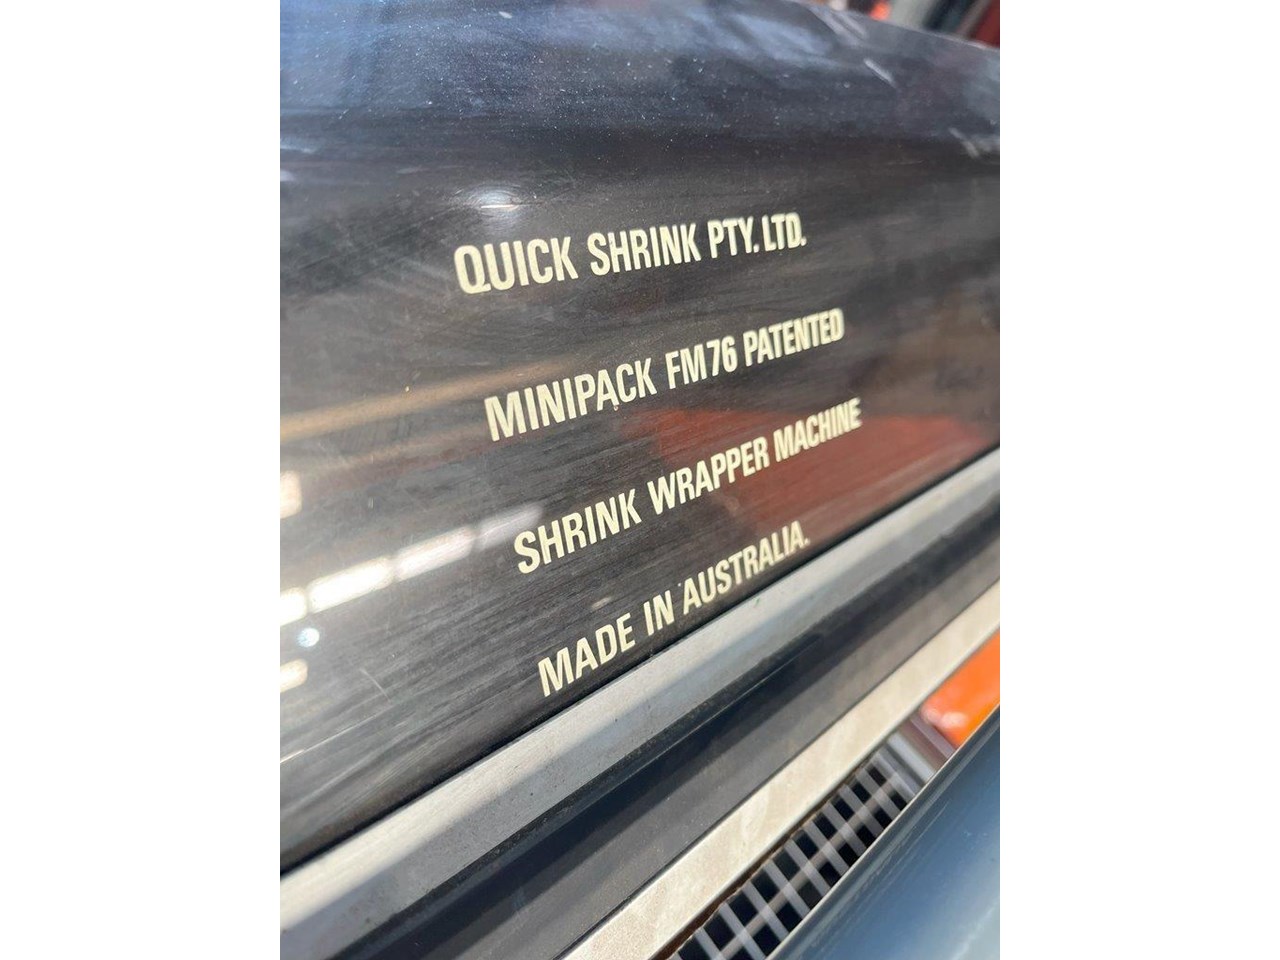 QUICK SHRINK PTY. LTD.
MINIPACK FM76 PATENTED
SHRINK WRAPPER MACHINE
MADE IN AUSTRALIA.